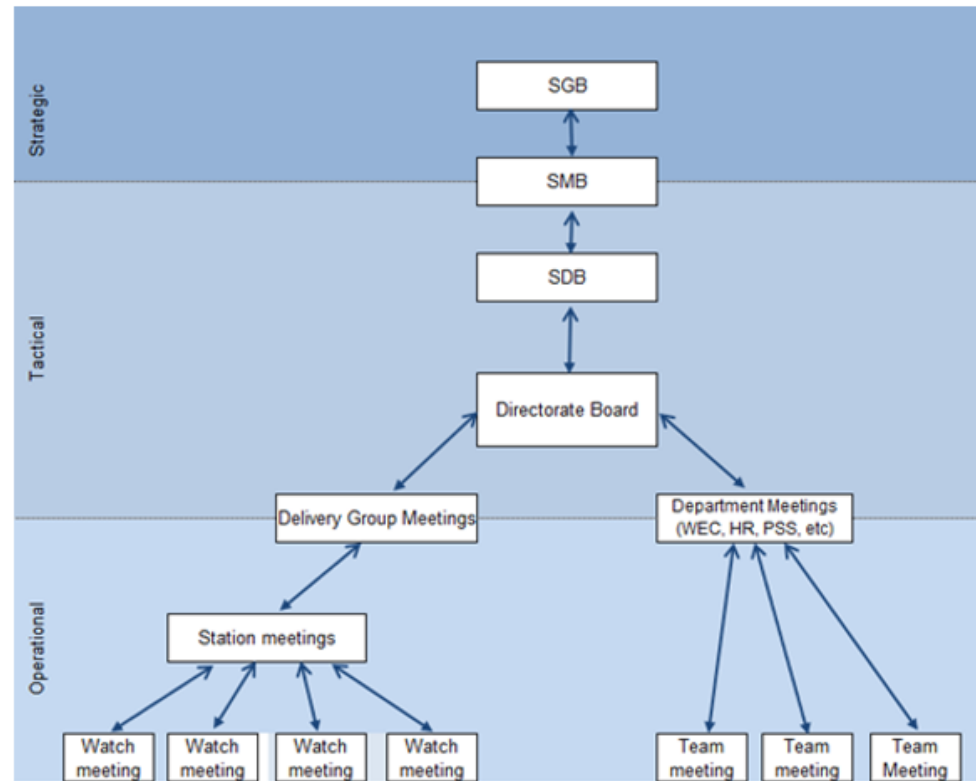 Strategic
SGB
SMB
Tactical
SDB
Directorate Board
Delivery Group Meetings
Department Meetings
(WEC, HR, PSS, etc)
Operational
Station meetings
Watch
meeting
Watch
meeting
Watch
meeting
Watch
meeting
Team
meeting
Team
meeting
Team
Meeting